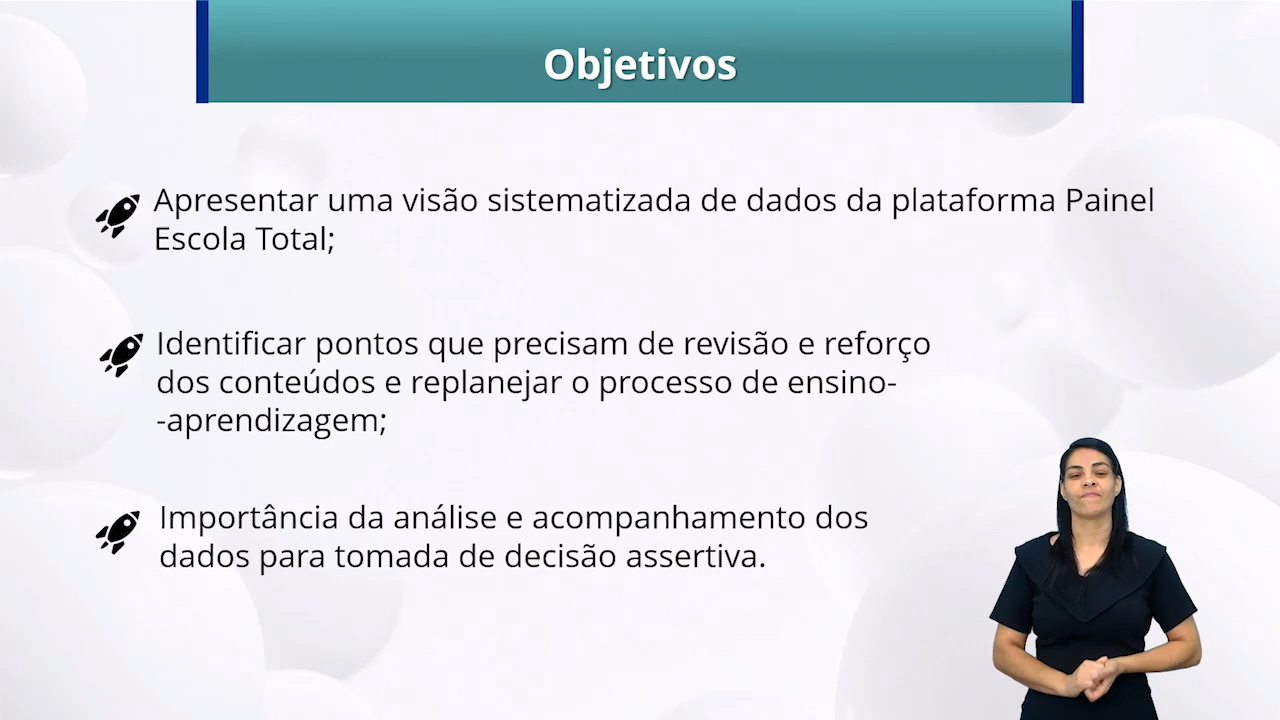 Objetivos
Apresentar uma visão sistematizada de dados da plataforma Painel
Escola Total;
Identificar pontos que precisam de revisão e reforço
dos conteúdos e replanejar o processo de ensino-
-aprendizagem;
Importância da análise e acompanhamento dos
dados para tomada de decisão assertiva.